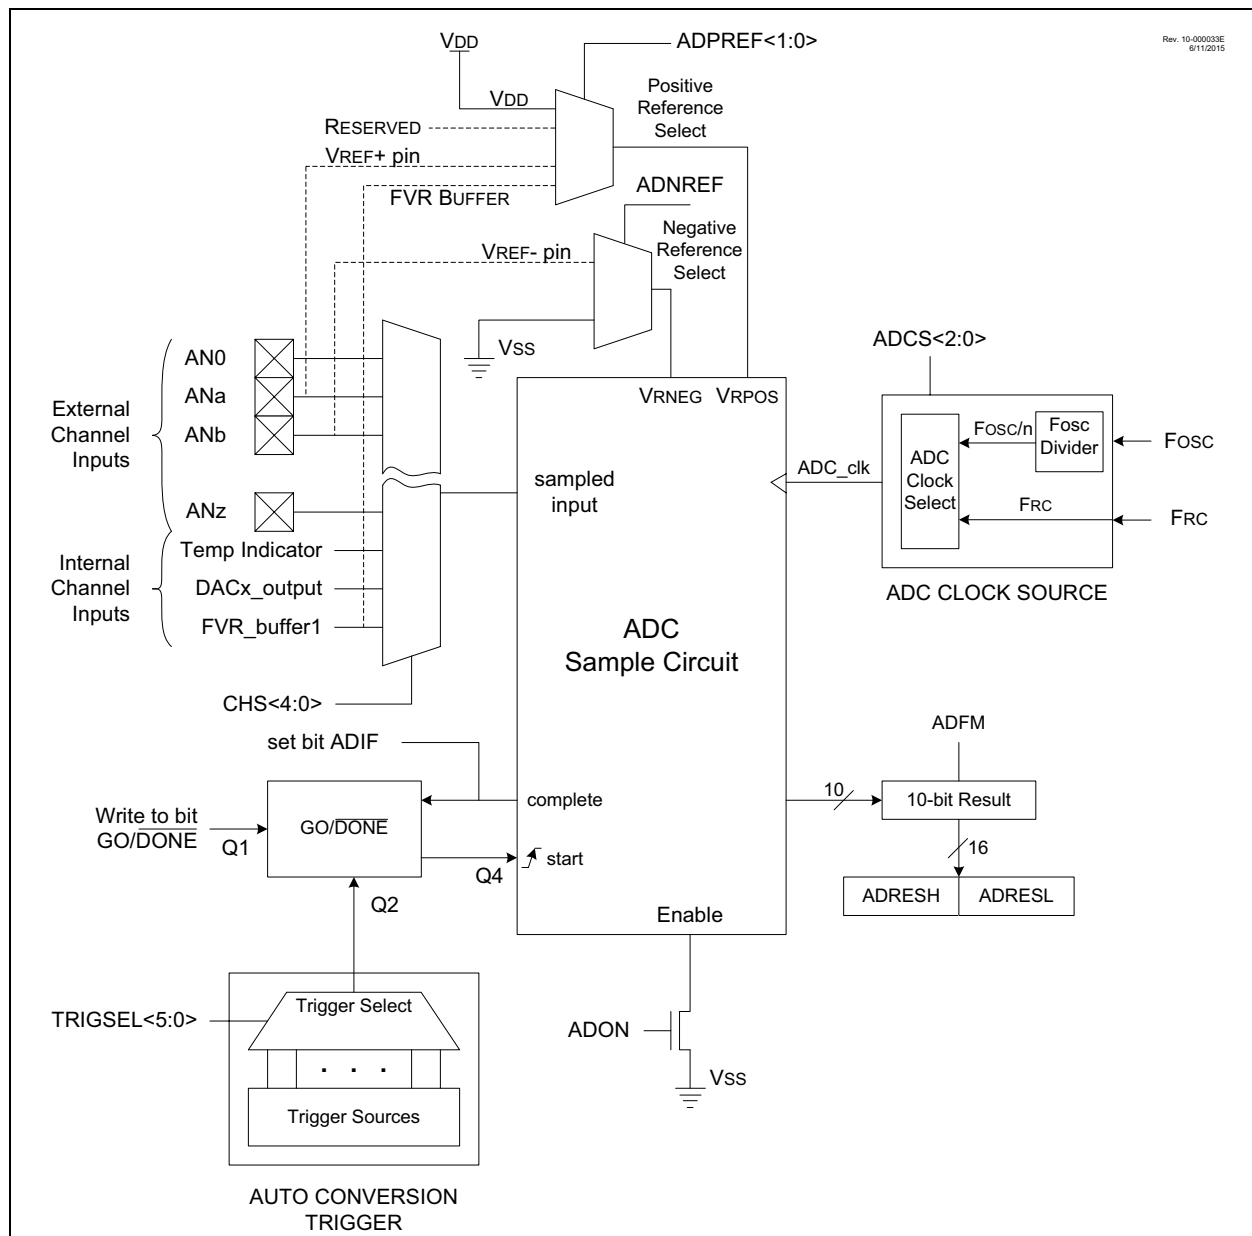 Rev. 10-000033E
6/11/2015
VDD
ADPREF<1:0>
VDD
Positive
Reference
Select
RESERVED
VREF+ pin
FVR BUFFER
ADNREF
VREF- pin
Negative
Reference
Select
VSS
AN0
ANa
ANb
ANz
External
Channel
Inputs
Temp Indicator
DACx_output
FVR_buffer1
Internal
Channel
Inputs
CHS<4:0>
VRNEG
VRPOS
sampled
input
ADC_clk
ADCS<2:0>
ADC
Clock
Select
FOSC/n
Fosc
Divider
FOSC
FRC
FRC
ADC CLOCK SOURCE
ADC
Sample Circuit
set bit ADIF
complete
Write to bit
GO/DONE
Q1
GO/DONE
Q4
start
Q2
Enable
ADFM
10
10-bit Result
16
ADRESH
ADRESL
TRIGSEL<5:0>
Trigger Select
. . .
Trigger Sources
AUTO CONVERSION
TRIGGER
ADON
VSS